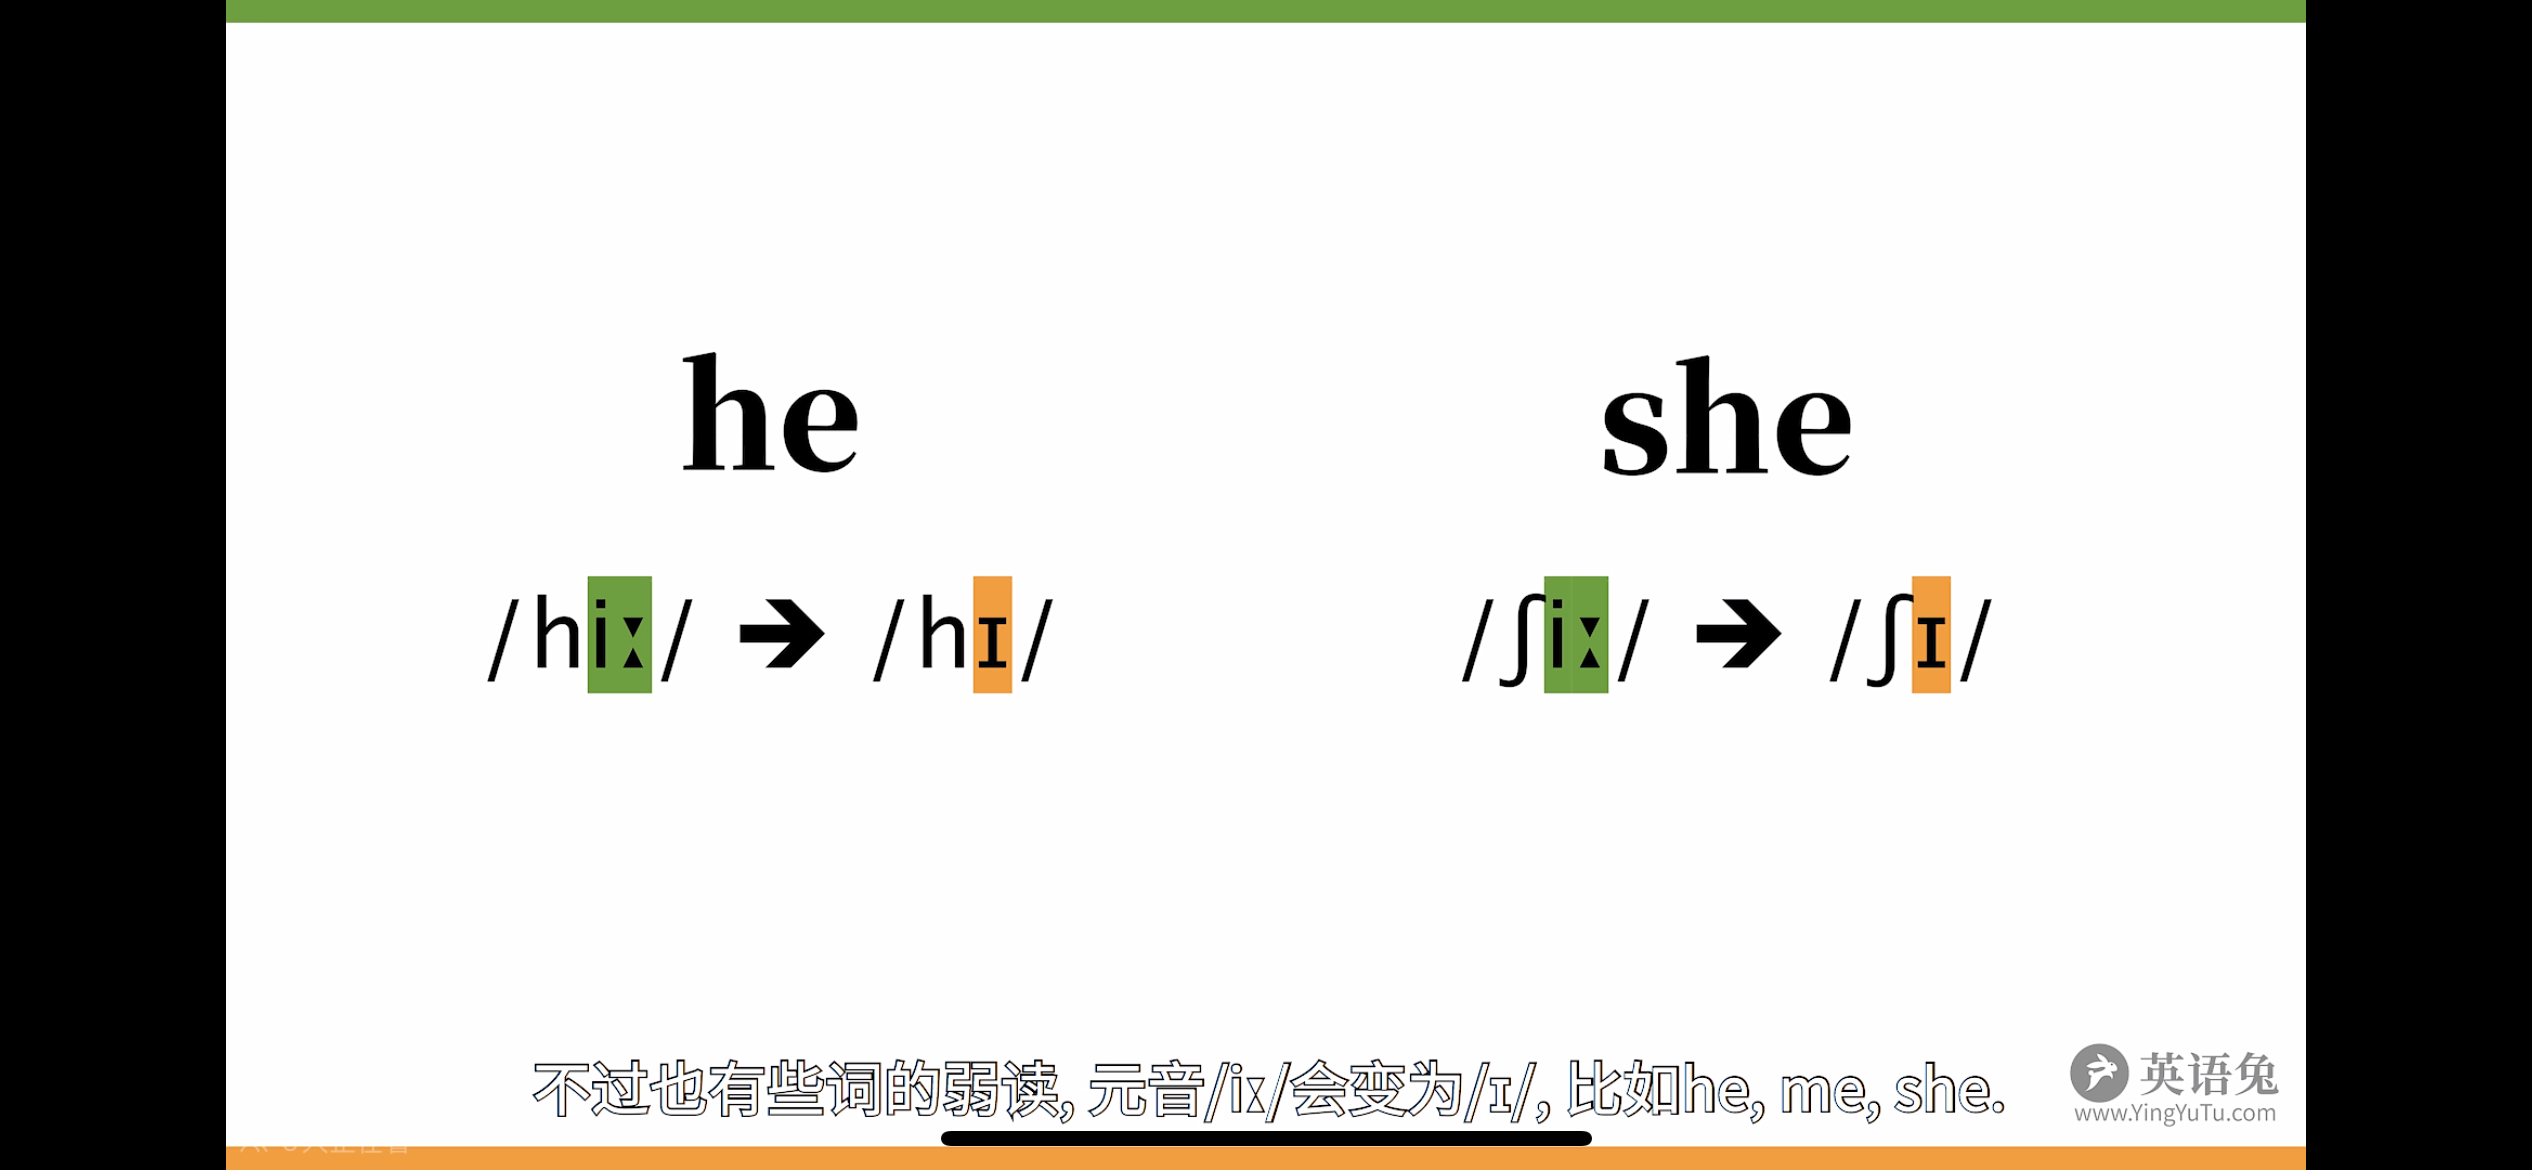 he
she
/hiː/ ➔ /hɪ/
/ʃiː/ ➔ /ʃɪ/
不过也有些词的弱读, 元音/iː/会变为/ɪ/, 比如he, me, she.
英语兔
www.YingYuTu.com